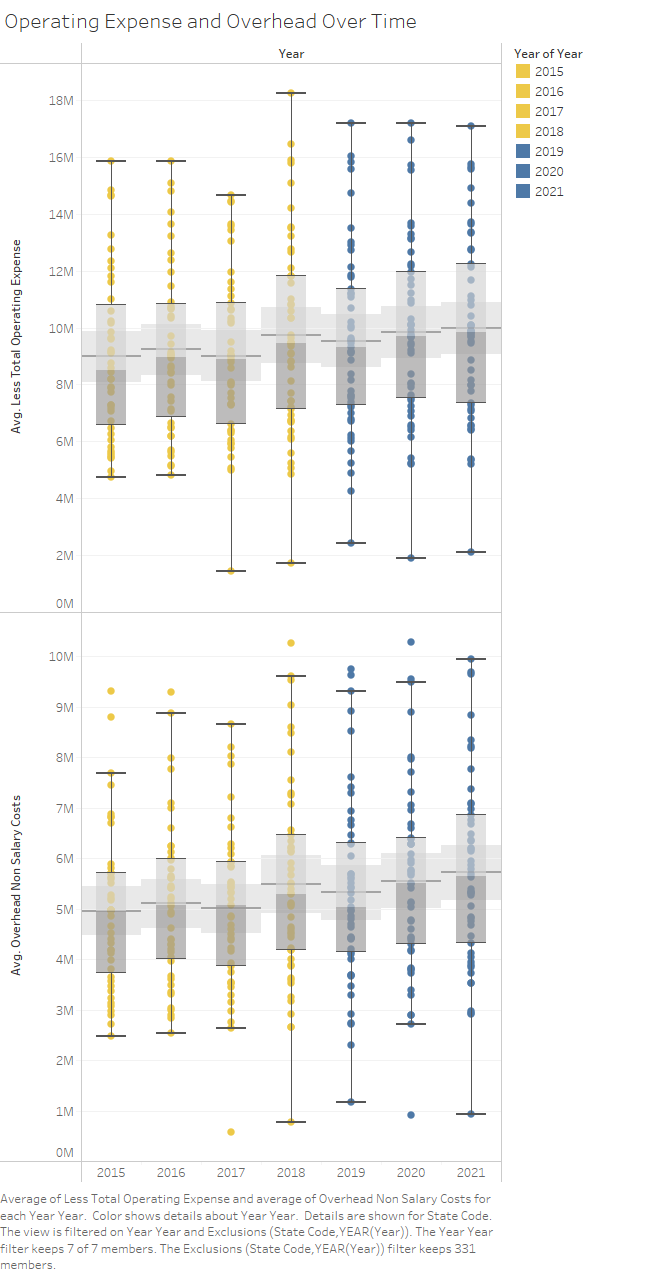 Operating Expense and Overhead Over Time
Year
Year of Year
2015
2016
2017
2018
2019
2020
2021
Avg. Less Total Operating Expense
18M
16M
14M
12M
10M
8M
6M
4M
2M
0M
Avg. Overhead Non Salary Costs
10M
9M
8M
7M
6M
5M
4M
3M
2M
1M
0M
2015 2016 2017 2018 2019 2020 2021
Average of Less Total Operating Expense and average of Overhead Non Salary Costs for
each Year Year.  Color shows details about Year Year.  Details are shown for State Code.
The view is filtered on Year Year and Exclusions (State Code,YEAR(Year)). The Year Year
filter keeps 7 of 7 members. The Exclusions (State Code,YEAR(Year)) filter keeps 331
members.